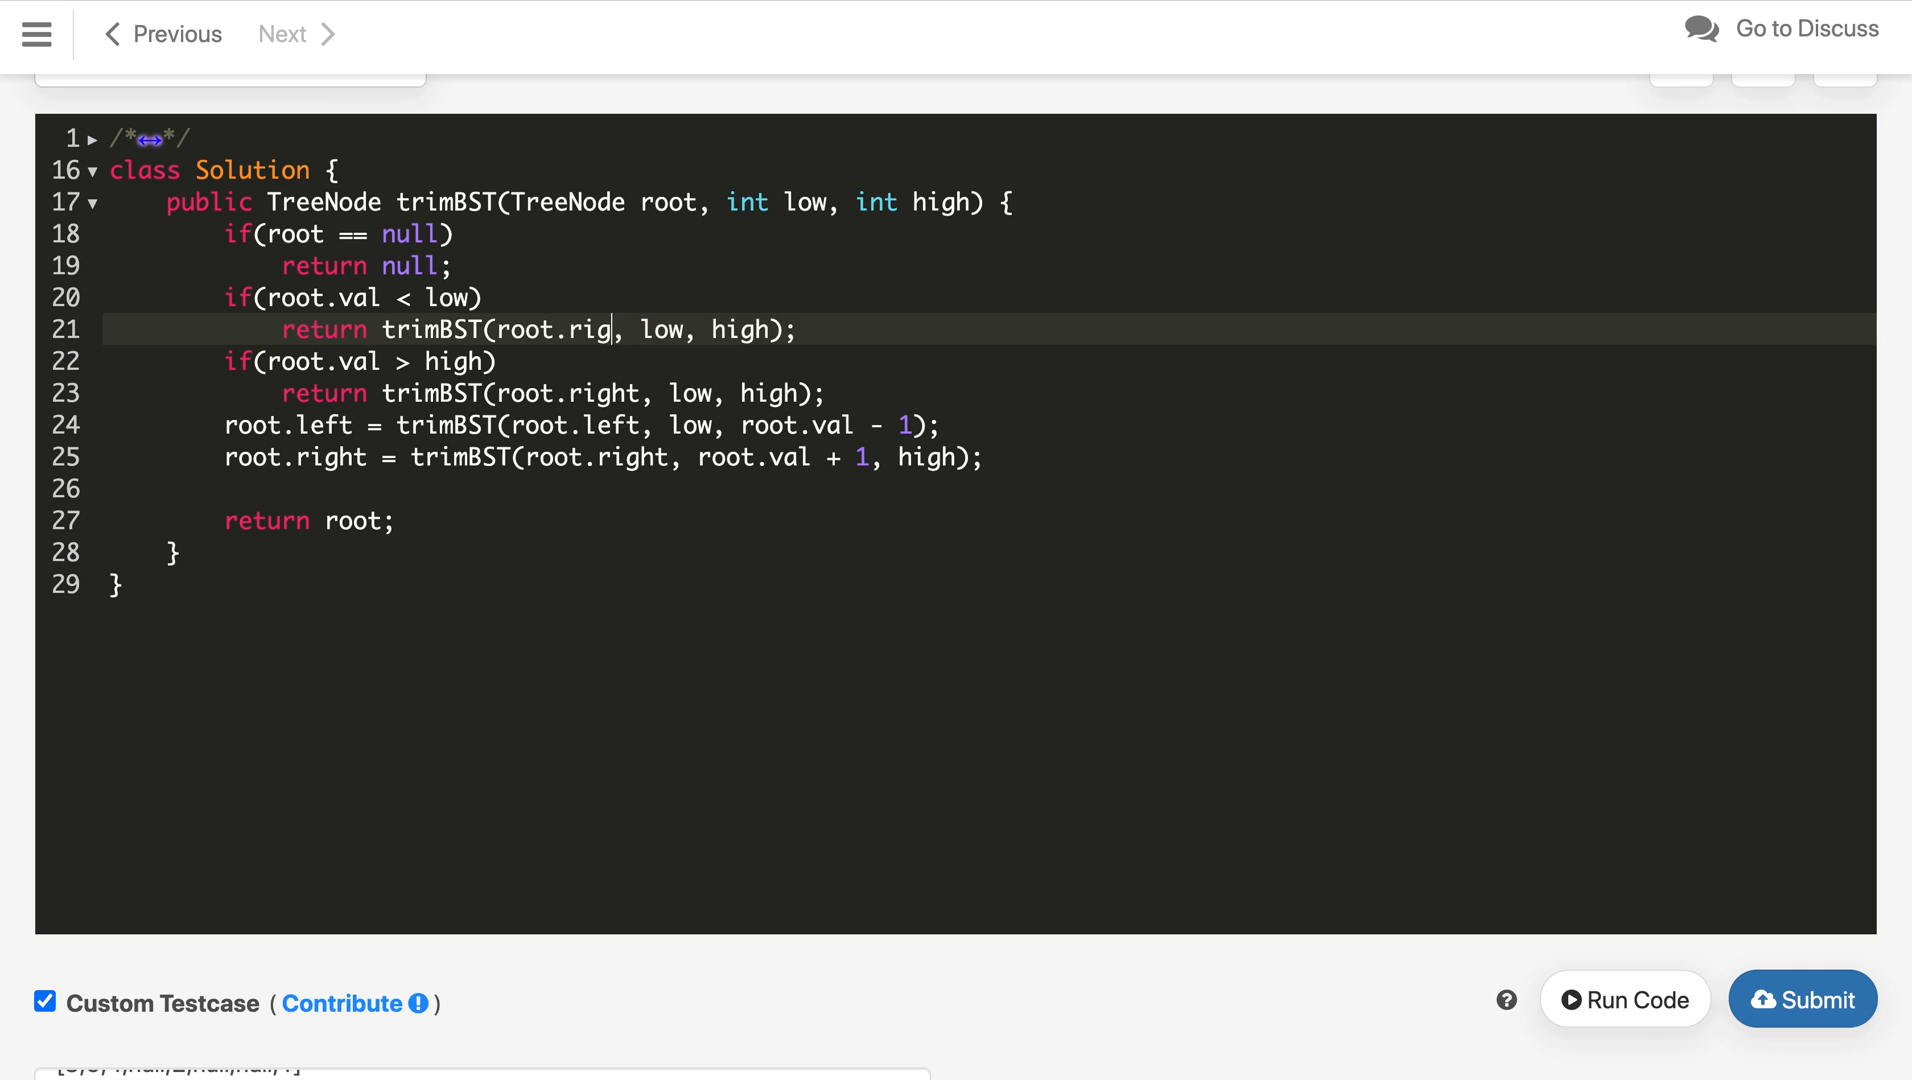 Previous Next Go to Discuss
1 /**/
16 class Solution {
17 public TreeNode trimBST(TreeNode root, int low, int high) {
18 if(root == null)
19 return null;
20 if(root.val < low)
21 return trimBST(root.rig, low, high);
22 if(root.val > high)
23 return trimBST(root.right, low, high);
24 root.left = trimBST(root.left, low, root.val - 1);
25 root.right = trimBST(root.right, root.val + 1, high);
26
27 return root;
28 }
29 }
Custom Testcase ( Contribute ! ) ? Run Code Submit